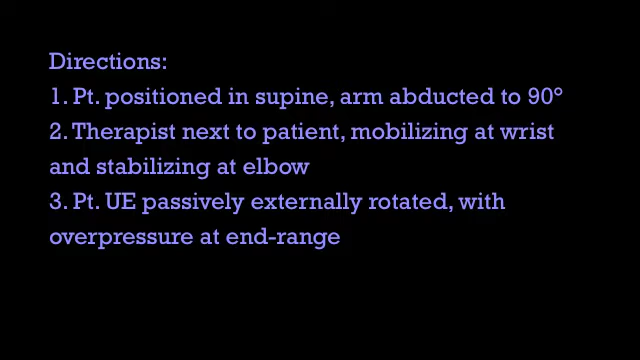 Directions:
1. Pt. positioned in supine, arm abducted to 90°
2. Therapist next to patient, mobilizing at wrist
and stabilizing at elbow
3. Pt. UE passively externally rotated, with
overpressure at end-range